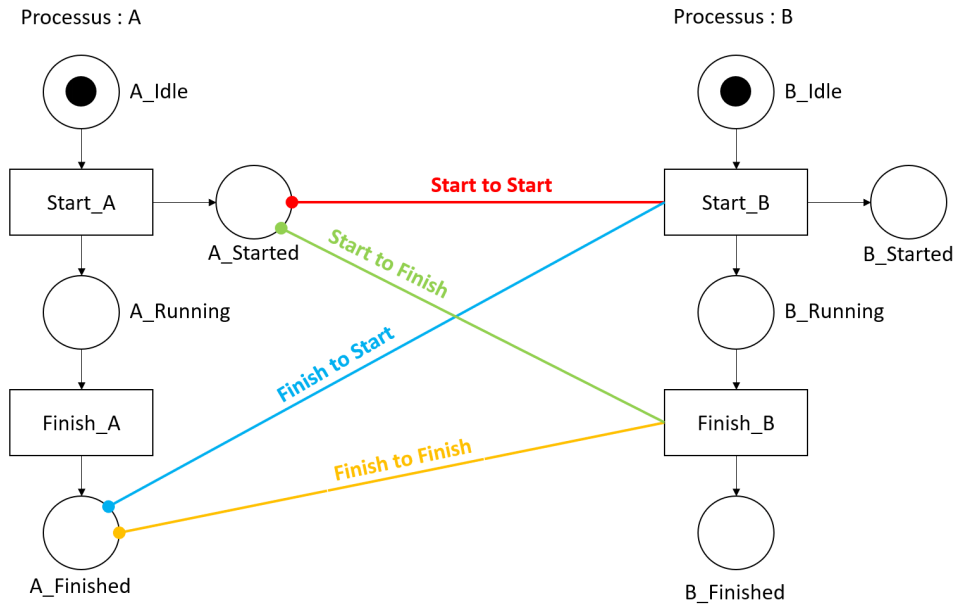 Processus : A
Processus : B
A_Idle
B_Idle
Start_A
Start to Start
Start_B
A_Started
Start to Finish
B_Started
A_Running
B_Running
Finish to Start
Finish_A
Finish_B
Finish to Finish
A_Finished
B_Finished